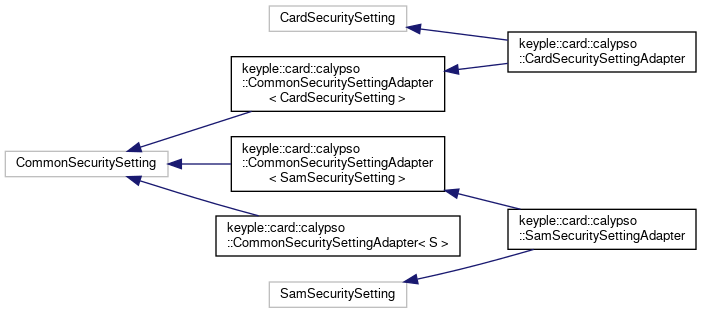 CardSecuritySetting
keyple::card::calypso
::CardSecuritySettingAdapter
keyple::card::calypso
::CommonSecuritySettingAdapter
< CardSecuritySetting >
CommonSecuritySetting
keyple::card::calypso
::CommonSecuritySettingAdapter
< SamSecuritySetting >
keyple::card::calypso
::CommonSecuritySettingAdapter< S >
keyple::card::calypso
::SamSecuritySettingAdapter
SamSecuritySetting